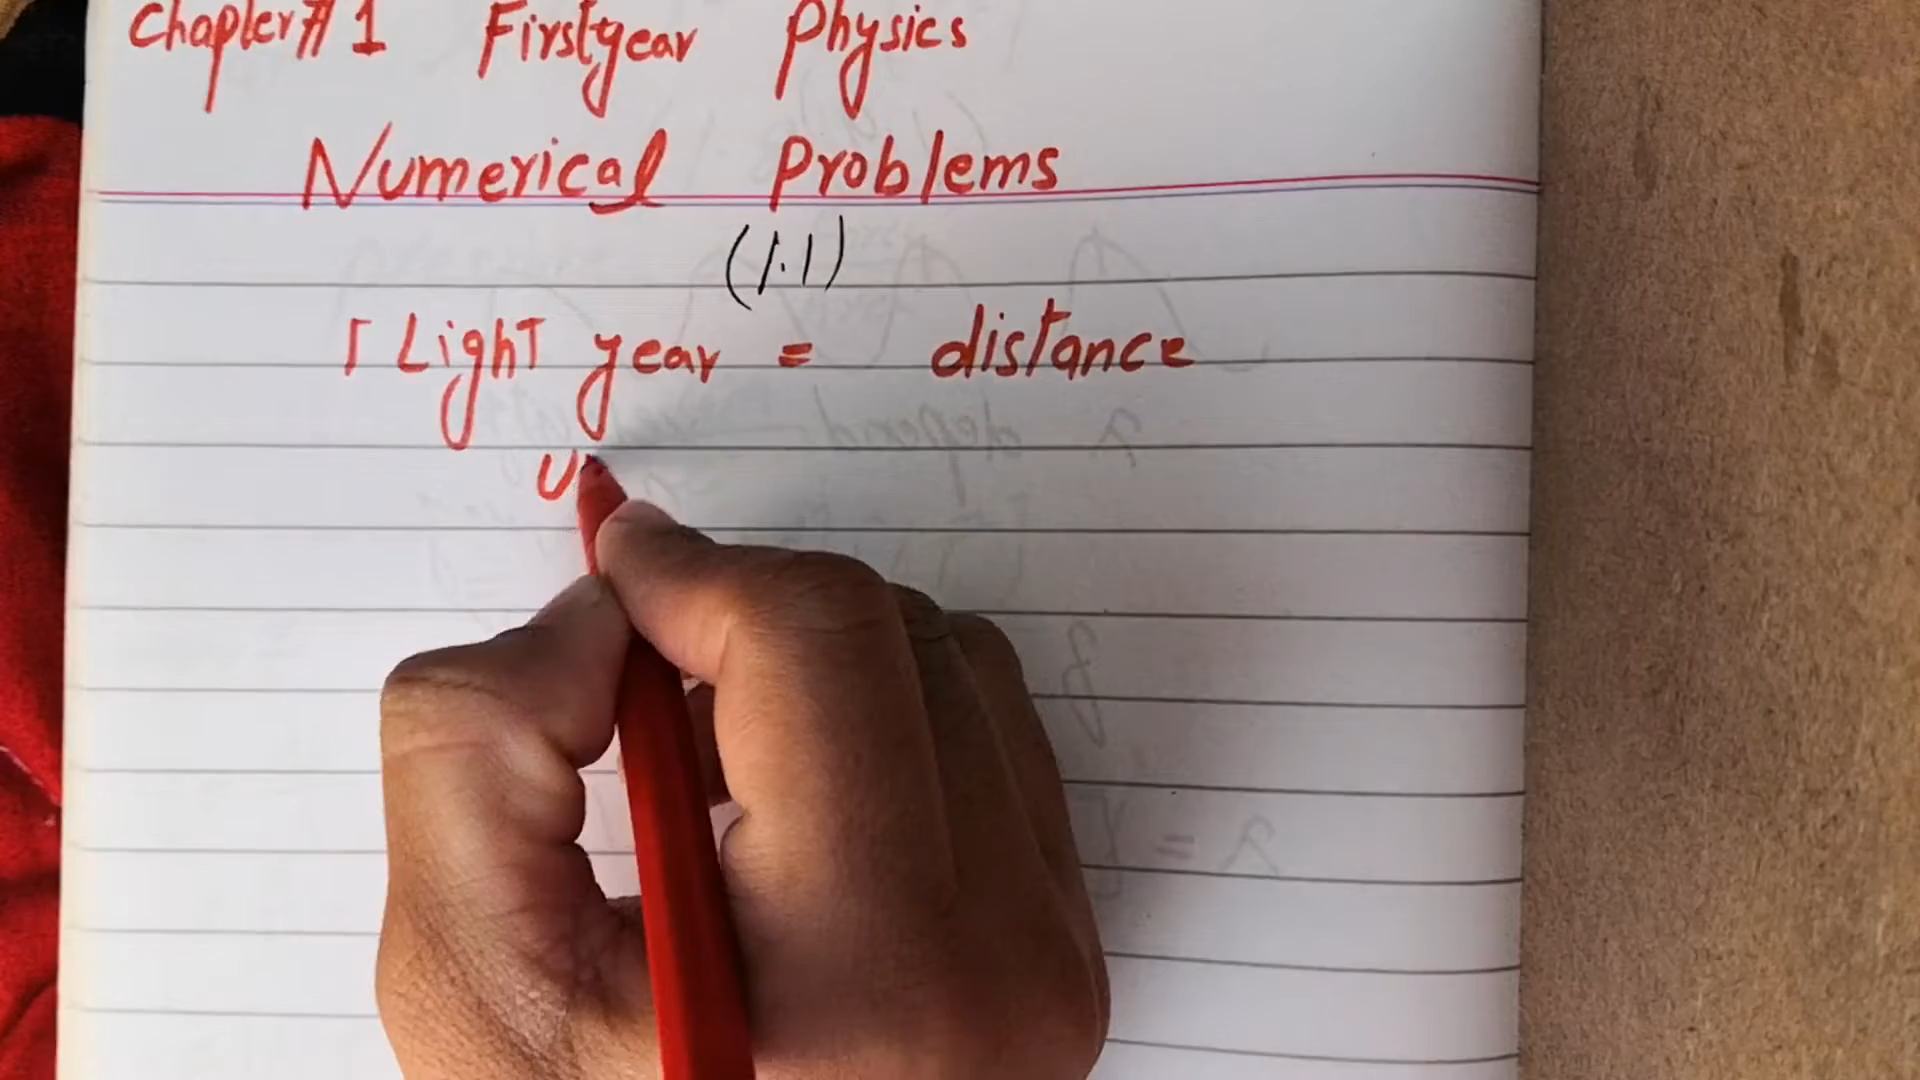 Chapter # 1 Firstyear Physics
Numerical Problems
(1.1)
1 Light year = distance